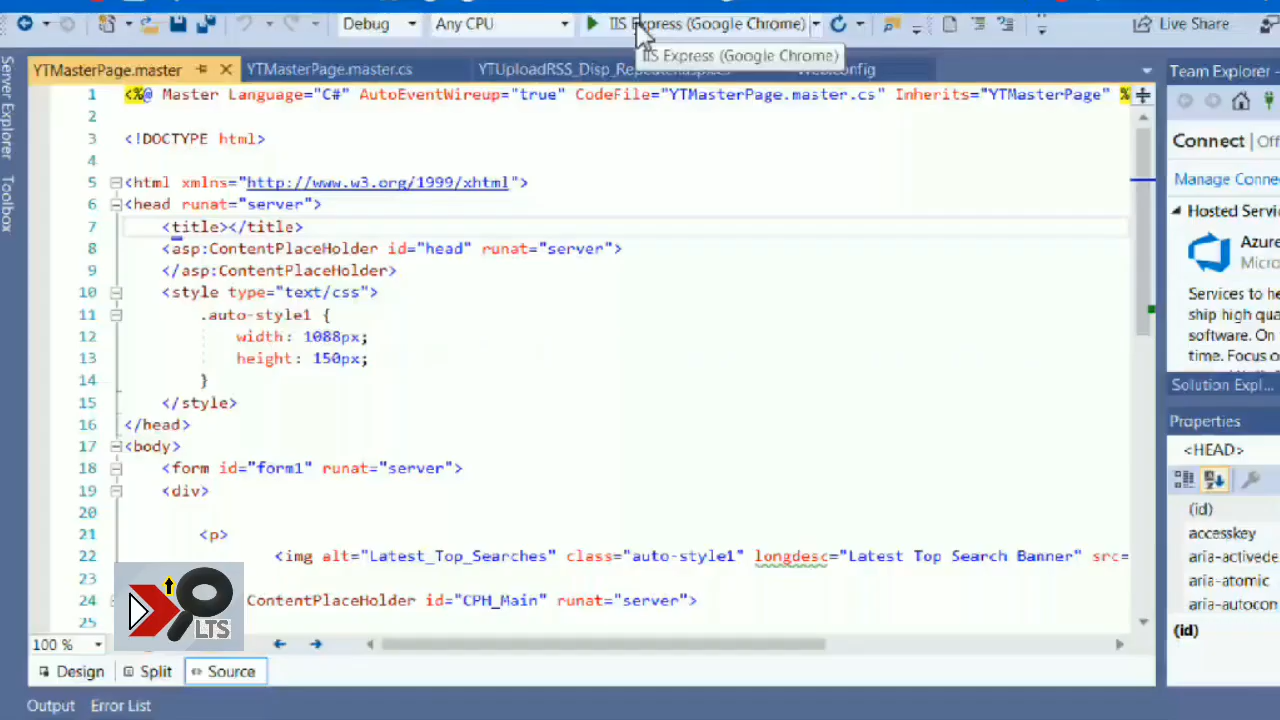 Debug Any CPU IIS Express (Google Chrome) Live Share
IIS Express (Google Chrome)
YTMasterPage.master YTMasterPage.master.cs
Server Explorer
Toolbox
1 <%@ Master Language="C#" AutoEventWireup="true" CodeFile="YTMasterPage.master.cs" Inherits="YTMasterPage" %
2
3 <!DOCTYPE html>
4
5 <html xmlns="http://www.w3.org/1999/xhtml">
6 <head runat="server">
7 <title></title>
8 <asp:ContentPlaceHolder id="head" runat="server">
9 </asp:ContentPlaceHolder>
10 <style type="text/css">
11 .auto-style1 {
12 width: 1088px;
13 height: 150px;
14 }
15 </style>
16 </head>
17 <body>
18 <form id="form1" runat="server">
19 <div>
20
21 <p>
22 <img alt="Latest_Top_Searches" class="auto-style1" longdesc="Latest Top Search Banner" src=
23
24 ContentPlaceHolder id="CPH_Main" runat="server">
25
LTS
100 %
Design Split Source
Output Error List
Team Explorer -
Connect | Off
Manage Conne
Hosted Servi
Azure
Micro
Services to he
ship high qua
software. On
time. Focus o
Solution Expl...
Properties
<HEAD>
(id)
accesskey
aria-activede
aria-atomic
aria-autocon
(id)